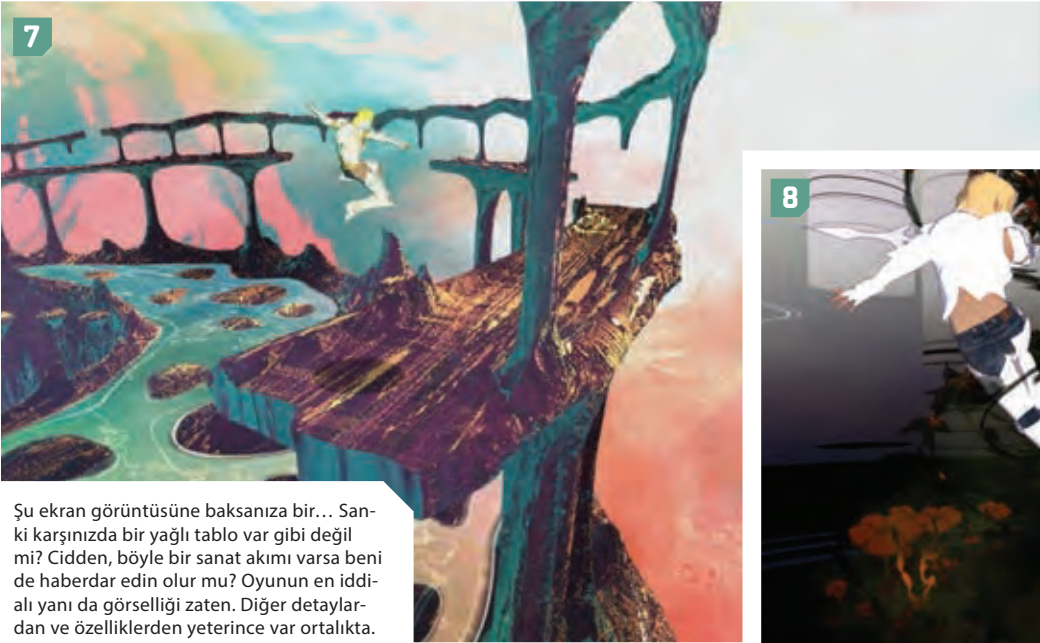 7
8
Şu ekran görüntüsüne baksanıza bir… San-
ki karşınızda bir yağlı tablo var gibi değil
mi? Cidden, böyle bir sanat akımı varsa beni
de haberdar edin olur mu? Oyunun en iddi-
alı yanı da görselliği zaten. Diğer detaylar-
dan ve özelliklerden yeterince var ortalıkta.